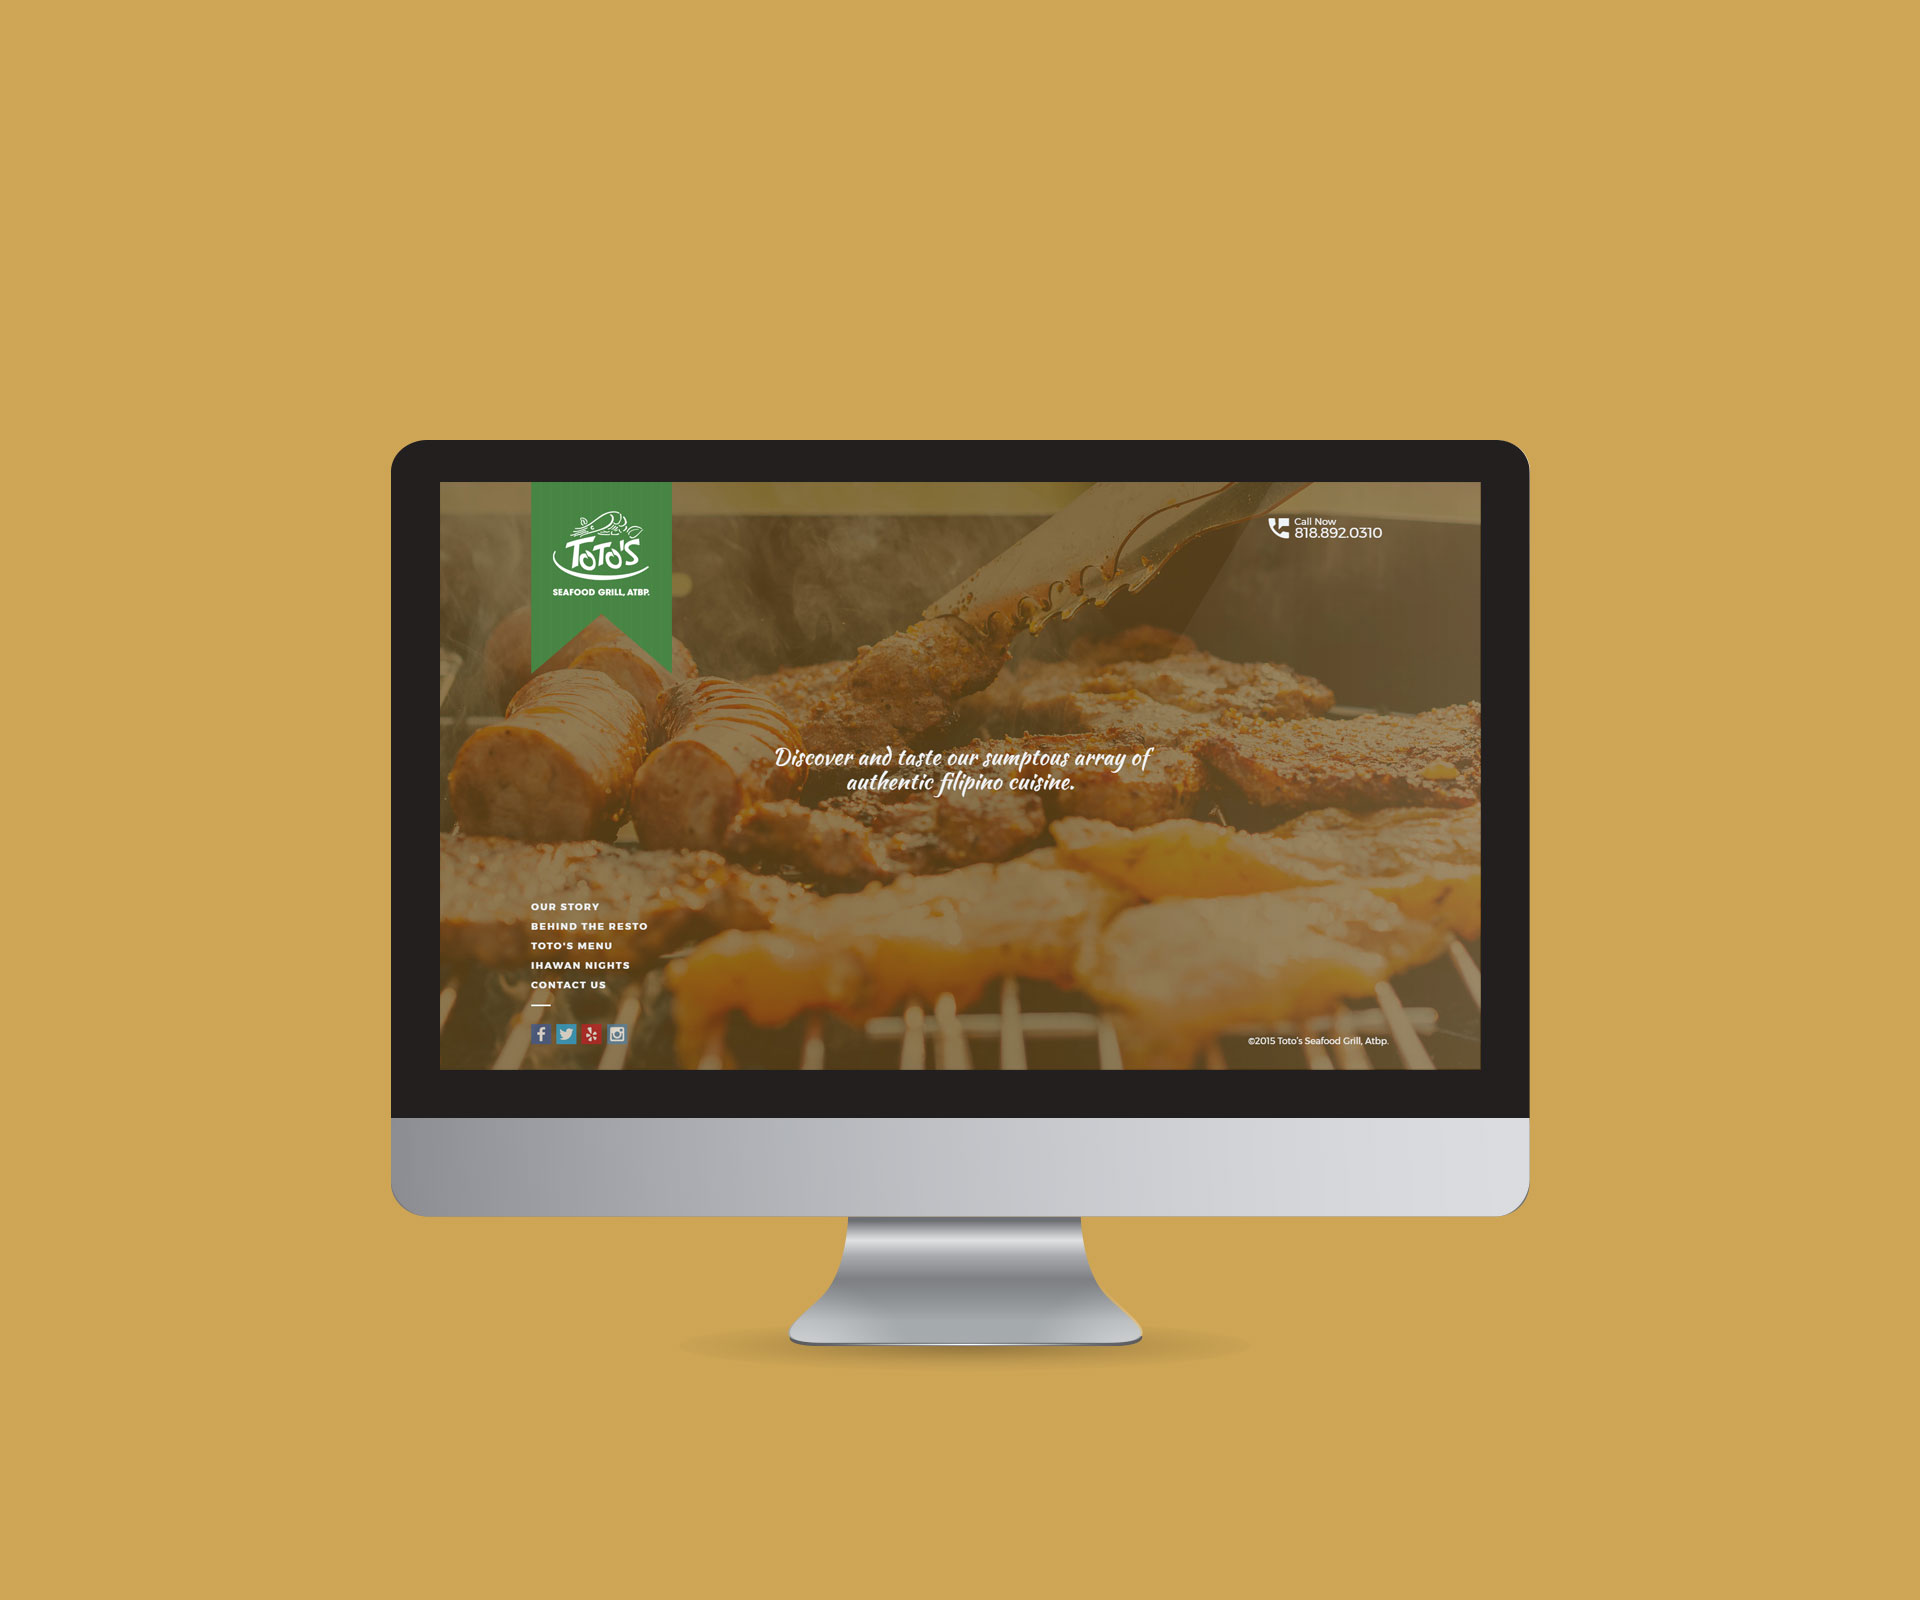 TOTO'S
SEAFOOD GRILL, ATBP.
Call Now
818.892.0310
Discover and taste our sumptous array of
authentic filipino cuisine.
OUR STORY
BEHIND THE RESTO
TOTO'S MENU
IHAWAN NIGHTS
CONTACT US
©2015 Toto's Seafood Grill, Atbp.